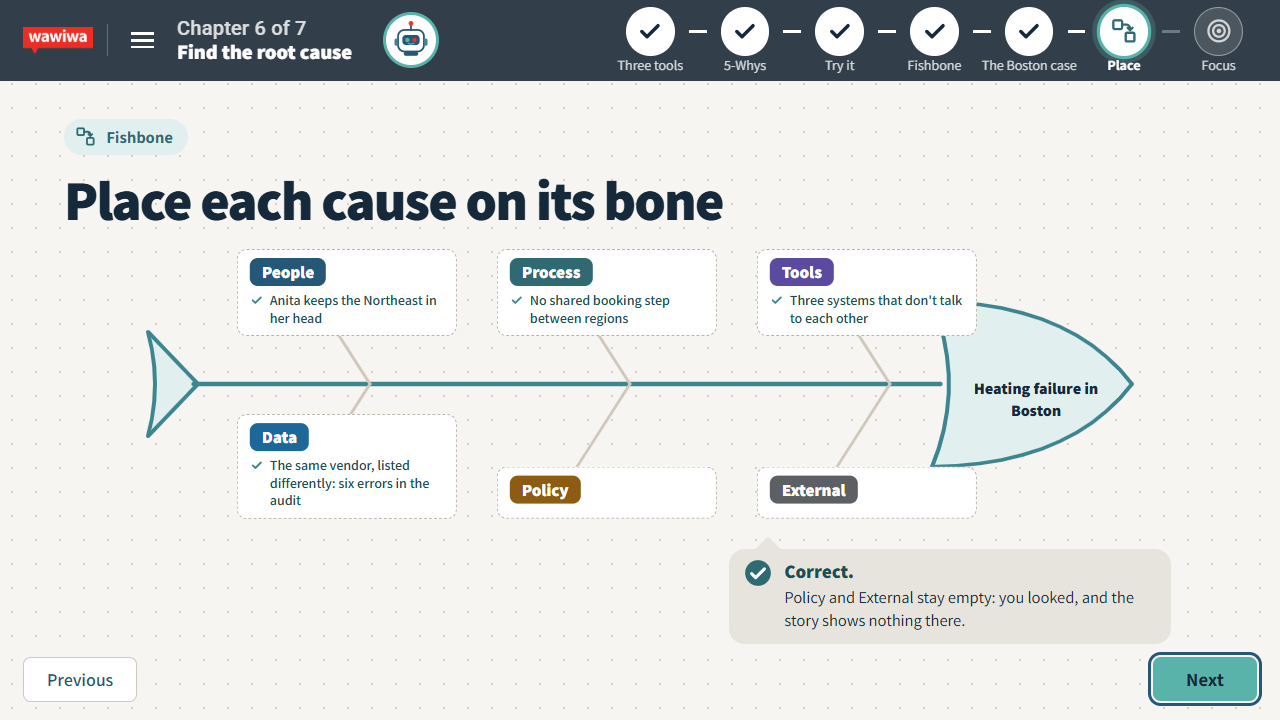 wawiwa
Chapter 6 of 7
Find the root cause
Three tools
5-Whys
Try it
Fishbone
The Boston case
Place
Focus
Fishbone
Place each cause on its bone
People
Anita keeps the Northeast in
her head
Process
No shared booking step
between regions
Tools
Three systems that don't talk
to each other
Heating failure in
Boston
Data
The same vendor, listed
differently: six errors in the
audit
Policy
External
Correct.
Policy and External stay empty: you looked, and the
story shows nothing there.
Previous
Next